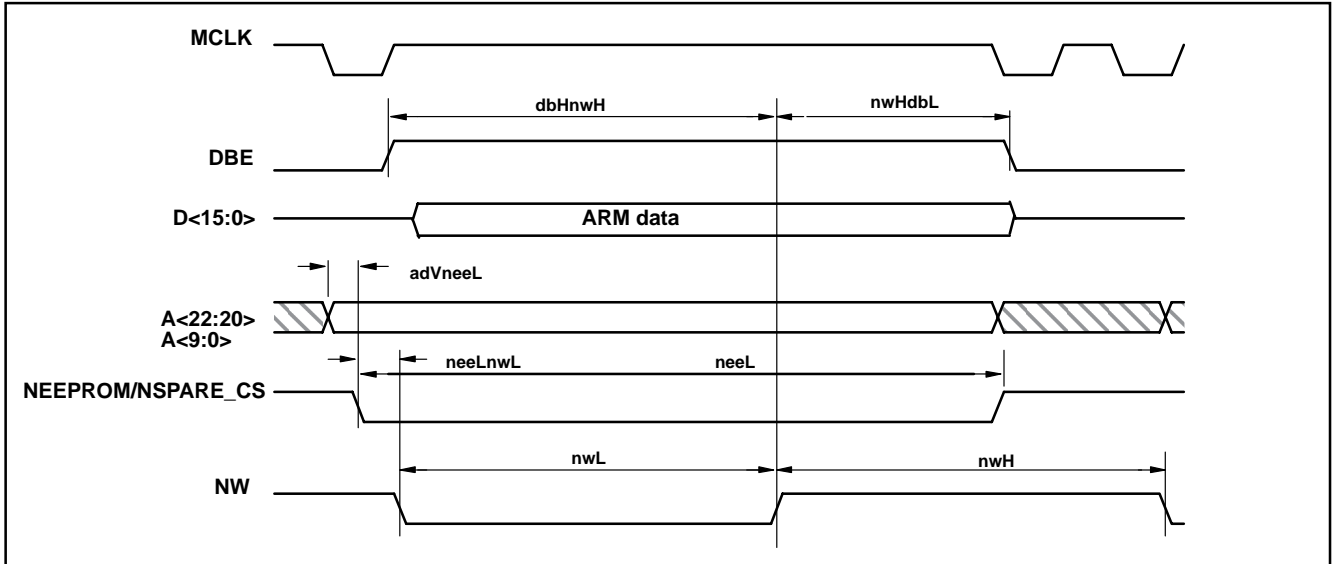 MCLK
dbHnwH
nwHdbL
DBE
D<15:0>
ARM data
adVneeL
A<22:20>
A<9:0>
neeLnwL
neeL
NEEPROM/NSPARE_CS
nwL
nwH
NW